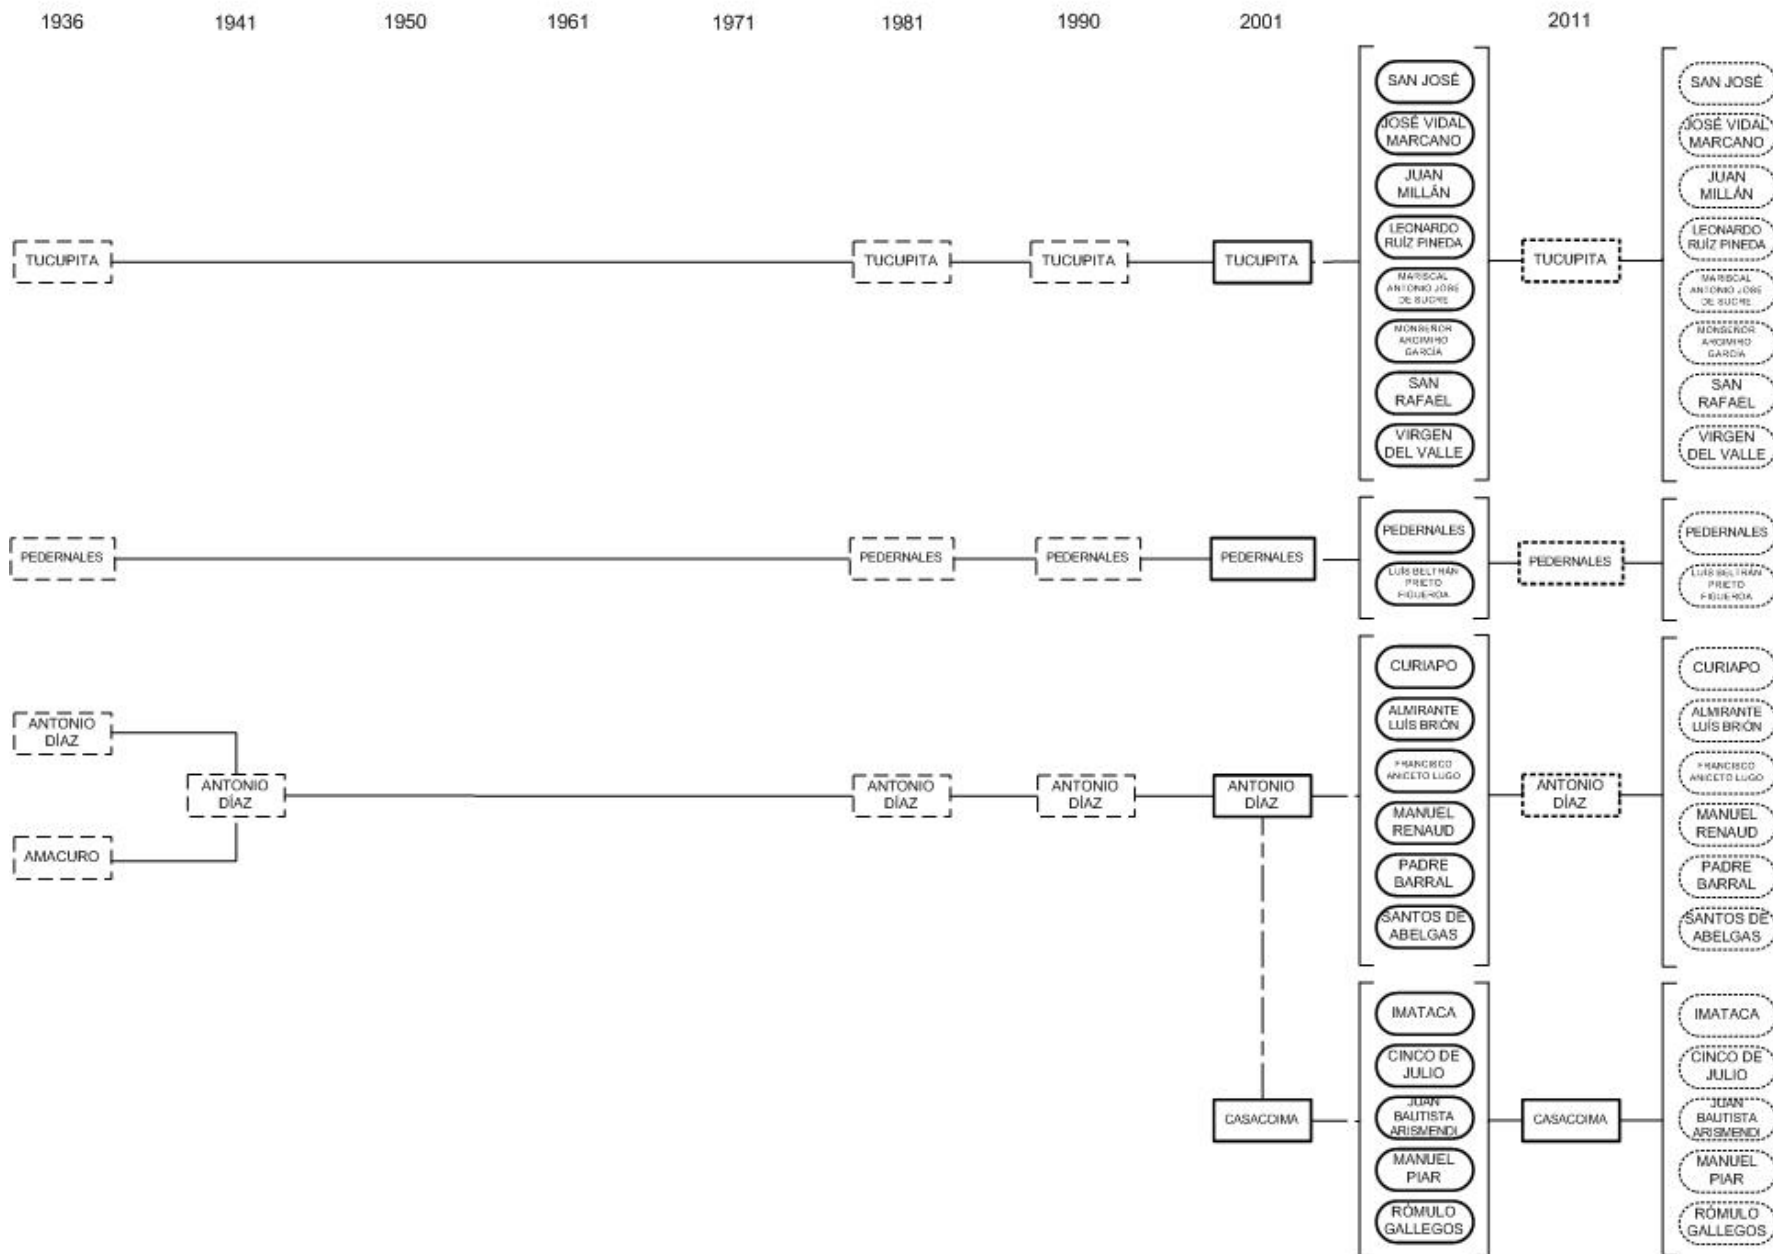 1936 1941 1950 1961 1971 1981 1990 2001 2011
SAN JOSÉ
JOSÉ VIDAL
MARCANO
JUAN
MILLÁN
LEONARDO
RUÍZ PINEDA
MARISCAL
ANTONIO JOSE
DE SUCRE
MONSEÑOR
ARGIMIRO
GARCÍA
SAN
RAFAEL
VIRGEN
DEL VALLE
SAN JOSÉ
JOSÉ VIDAL
MARCANO
JUAN
MILLÁN
LEONARDO
RUÍZ PINEDA
MARISCAL
ANTONIO JOSE
DE SUCRE
MONSEÑOR
ARGIMIRO
GARCIA
SAN
RAFAEL
VIRGEN
DEL VALLE
TUCUPITA TUCUPITA TUCUPITA TUCUPITA TUCUPITA
PEDERNALES PEDERNALES PEDERNALES PEDERNALES PEDERNALES
PEDERNALES
LUÍS BELTRÁN
PRIETO
FIGUEROA
PEDERNALES
LUÍS BELTRÁN
PRIETO
FIGUEROA
ANTONIO
DÍAZ
AMACURO
ANTONIO
DÍAZ
ANTONIO
DÍAZ
ANTONIO
DÍAZ
ANTONIO
DÍAZ
CURIAPO
ALMIRANTE
LUÍS BRIÓN
FRANCISCO
ANICETO LUGO
MANUEL
RENAUD
PADRE
BARRAL
SANTOS DE
ABELGAS
ANTONIO
DÍAZ
CURIAPO
ALMIRANTE
LUÍS BRIÓN
FRANCISCO
ANICETO LUGO
MANUEL
RENAUD
PADRE
BARRAL
SANTOS DE
ABELGAS
CASACOIMA
IMATACA
CINCO DE
JULIO
JUAN
BAUTISTA
ARISMENDI
MANUEL
PIAR
RÓMULO
GALLEGOS
CASACOIMA
IMATACA
CINCO DE
JULIO
JUAN
BAUTISTA
ARISMENDI
MANUEL
PIAR
RÓMULO
GALLEGOS